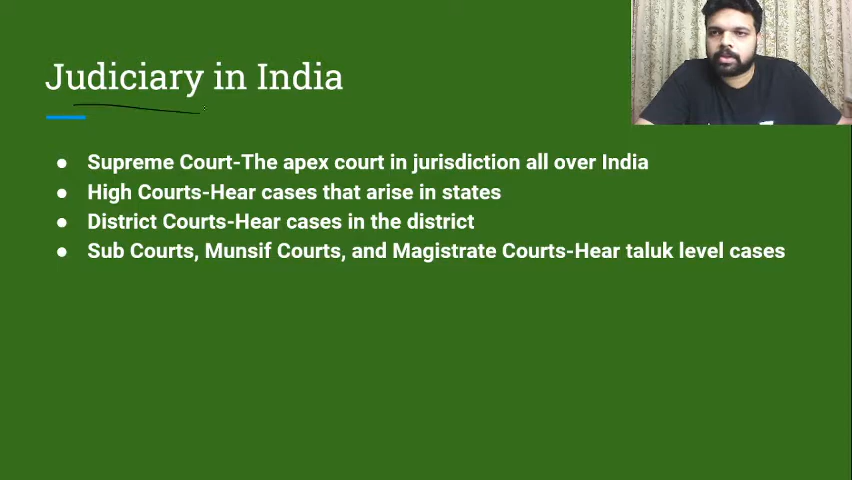 Judiciary in India
● Supreme Court-The apex court in jurisdiction all over India
● High Courts-Hear cases that arise in states
● District Courts-Hear cases in the district
● Sub Courts, Munsif Courts, and Magistrate Courts-Hear taluk level cases